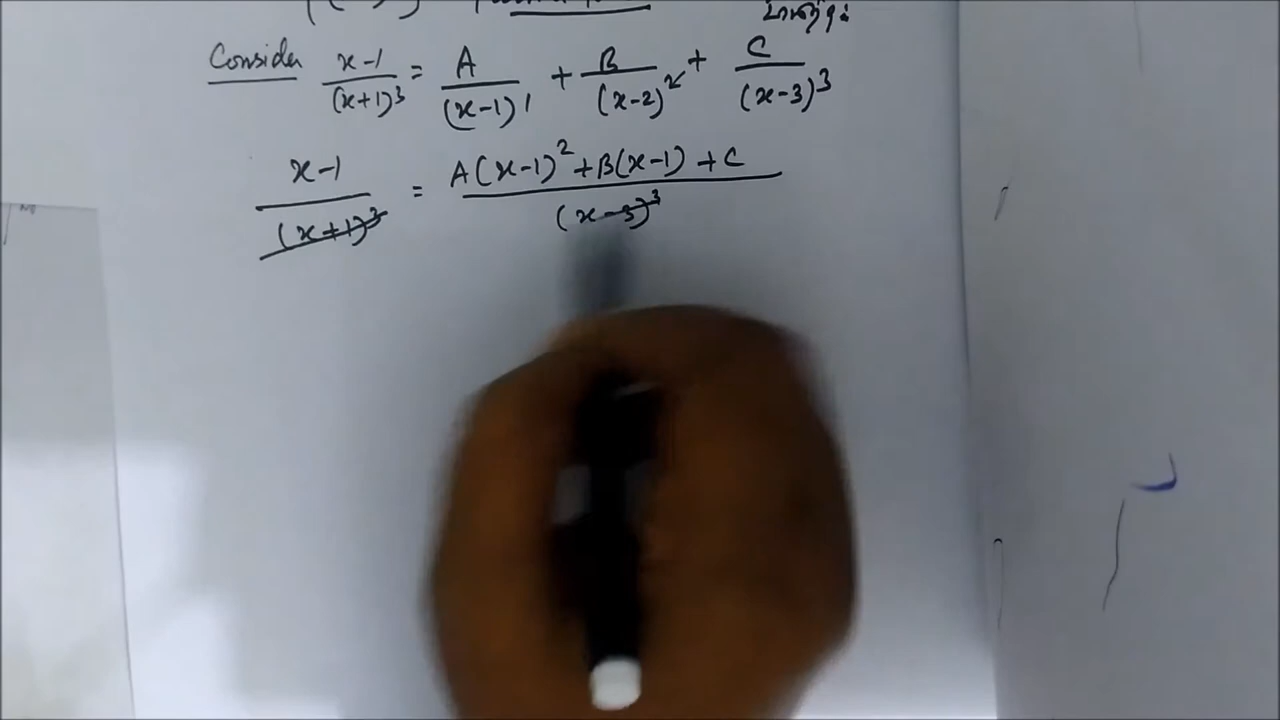 Consider x-1/(x+1)³ = A/(x-1)¹ + B/(x-2)² + C/(x-3)³
x-1/(x+1)³ = A(x-1)² + B(x-1) + C/(x-3)³